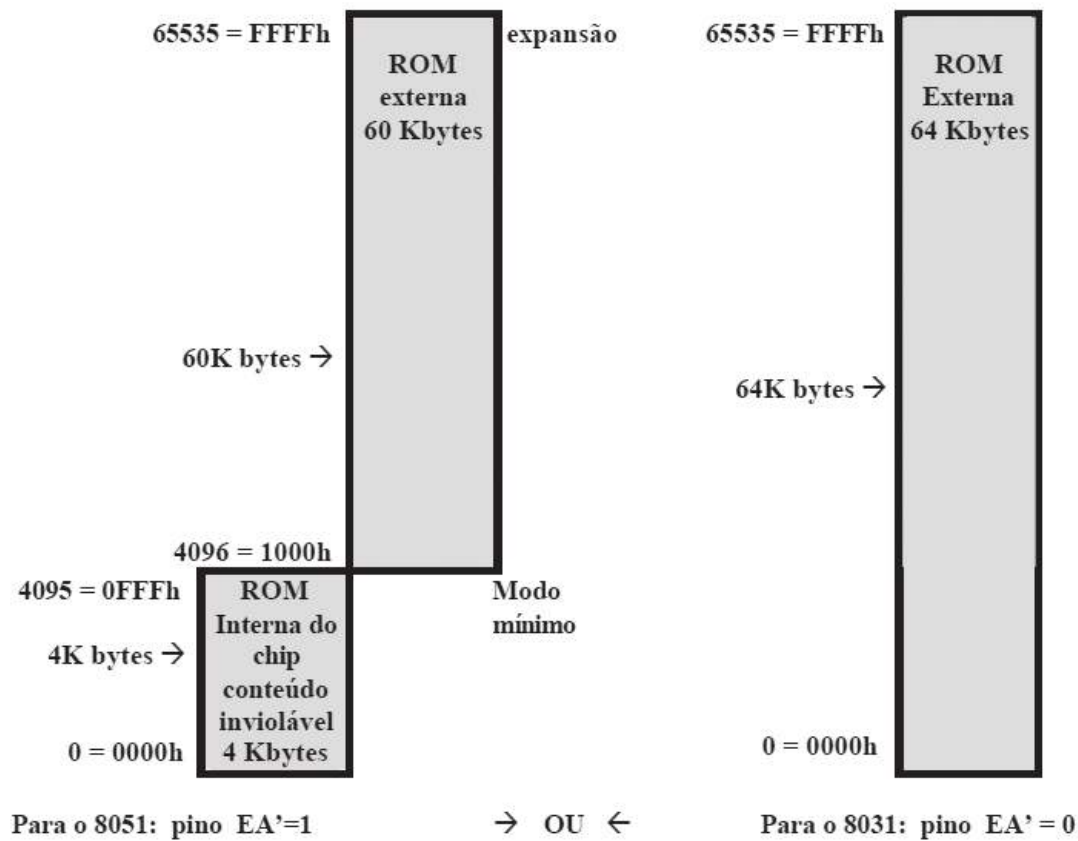 65535 = FFFFh
expansão
ROM
externa
60 Kbytes
60K bytes →
4096 = 1000h
4095 = 0FFFh
ROM
Interna do
chip
conteúdo
inviolável
4 Kbytes
Modo
mínimo
4K bytes →
0 = 0000h
65535 = FFFFh
ROM
Externa
64 Kbytes
64K bytes →
0 = 0000h
Para o 8051: pino EA’=1 → OU ← Para o 8031: pino EA’ = 0